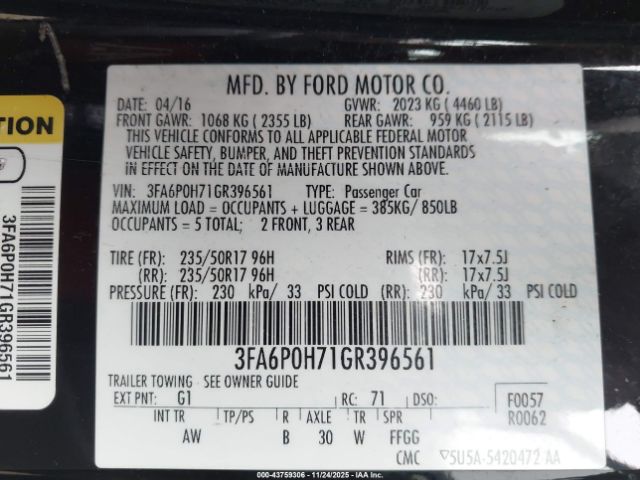 MFD. BY FORD MOTOR CO.
DATE: 04/16 GVWR: 2023 KG ( 4460 LB)
FRONT GAWR: 1068 KG ( 2355 LB) REAR GAWR: 959 KG ( 2115 LB)
THIS VEHICLE CONFORMS TO ALL APPLICABLE FEDERAL MOTOR
VEHICLE SAFETY, BUMPER, AND THEFT PREVENTION STANDARDS
IN EFFECT ON THE DATE OF MANUFACTURE SHOWN ABOVE.
VIN: 3FA6P0H71GR396561 TYPE: Passenger Car
MAXIMUM LOAD = OCCUPANTS + LUGGAGE = 385KG/ 850LB
OCCUPANTS = 5 TOTAL; 2 FRONT, 3 REAR
TIRE (FR): 235/50R17 96H RIMS (FR): 17x7.5J
(RR): 235/50R17 96H (RR): 17x7.5J
PRESSURE (FR): 230 kPa/ 33 PSI COLD (RR): 230 kPa/ 33 PSI COLD
3FA6P0H71GR396561
TRAILER TOWING - SEE OWNER GUIDE
EXT PNT: G1 RC: 71 DSO: F0057
R0062
INT TR TP/PS R AXLE TR SPR
AW B 30 W FFGG
CMC ▽5U5A-5420472 AA
TION
3FA6P0H71GR396561
000-43759306 - 11/24/2025 - IAA Inc.